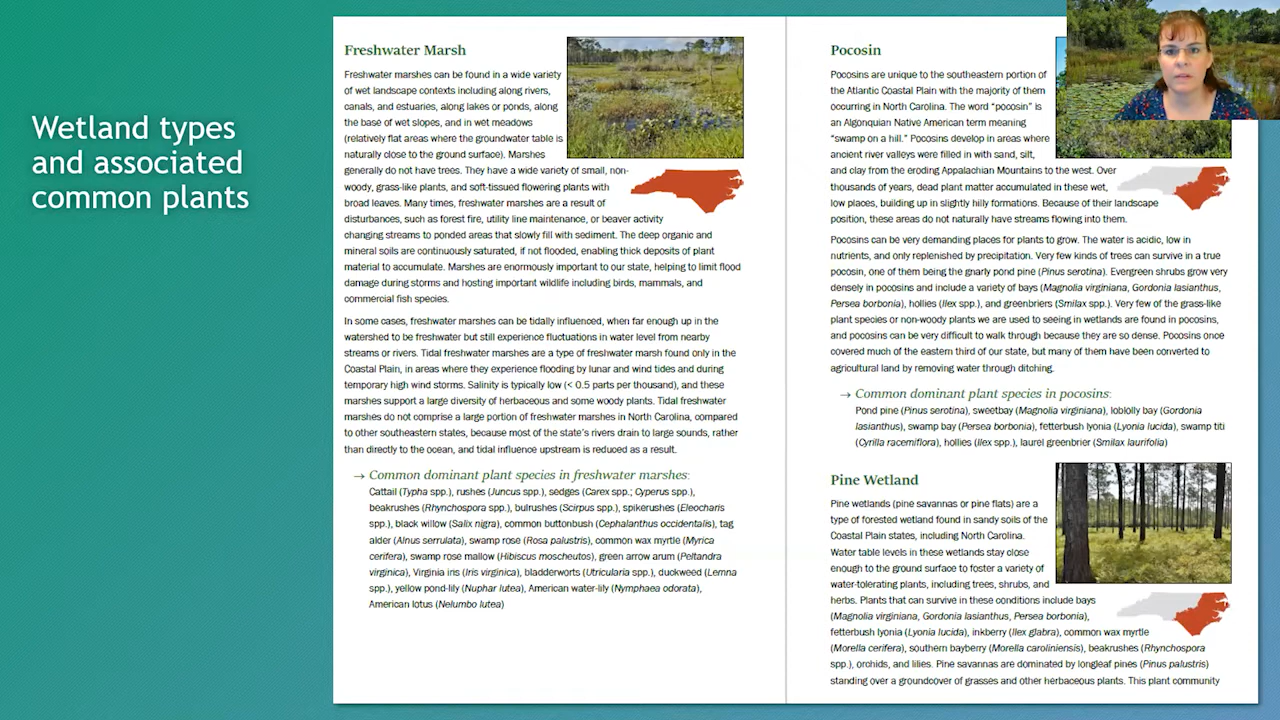 Wetland types
and associated
common plants
Freshwater Marsh
Freshwater marshes can be found in a wide variety
of wet landscape contexts including along rivers,
canals, and estuaries, along lakes or ponds, along
the base of wet slopes, and in wet meadows
(relatively flat areas where the groundwater table is
naturally close to the ground surface). Marshes
generally do not have trees. They have a wide variety of small, non-
woody, grass-like plants, and soft-tissued flowering plants with
broad leaves. Many times, freshwater marshes are a result of
disturbances, such as forest fire, utility line maintenance, or beaver activity
changing streams to ponded areas that slowly fill with sediment. The deep organic and
mineral soils are continuously saturated, if not flooded, enabling thick deposits of plant
material to accumulate. Marshes are enormously important to our state, helping to limit flood
damage during storms and hosting important wildlife including birds, mammals, and
commercial fish species.
In some cases, freshwater marshes can be tidally influenced, when far enough up in the
watershed to be freshwater but still experience fluctuations in water level from nearby
streams or rivers. Tidal freshwater marshes are a type of freshwater marsh found only in the
Coastal Plain, in areas where they experience flooding by lunar and wind tides and during
temporary high wind storms. Salinity is typically low (< 0.5 parts per thousand), and these
marshes support a large diversity of herbaceous and some woody plants. Tidal freshwater
marshes do not comprise a large portion of freshwater marshes in North Carolina, compared
to other southeastern states, because most of the state's rivers drain to large sounds, rather
than directly to the ocean, and tidal influence upstream is reduced as a result.
→ Common dominant plant species in freshwater marshes:
Cattail (Typha spp.), rushes (Juncus spp.), sedges (Carex spp.; Cyperus spp.),
beakrushes (Rhynchospora spp.), bulrushes (Scirpus spp.), spikerushes (Eleocharis
spp.), black willow (Salix nigra), common buttonbush (Cephalanthus occidentalis), tag
alder (Alnus serrulata), swamp rose (Rosa palustris), common wax myrtle (Myrica
cerifera), swamp rose mallow (Hibiscus moscheutos), green arrow arum (Peltandra
virginica), Virginia iris (Iris virginica), bladderworts (Utricularia spp.), duckweed (Lemna
spp.), yellow pond-lily (Nuphar lutea), American water-lily (Nymphaea odorata),
American lotus (Nelumbo lutea)
Pocosin
Pocosins are unique to the southeastern portion of
the Atlantic Coastal Plain with the majority of them
occurring in North Carolina. The word “pocosin” is
an Algonquian Native American term meaning
“swamp on a hill.” Pocosins develop in areas where
ancient river valleys were filled with sand, silt,
and clay from the eroding Appalachian Mountains to the west. Over
thousands of years, dead plant matter accumulated in these wet,
low places, building up in slightly hilly formations. Because of their landscape
position, these areas do not naturally have streams flowing into them.
Pocosins can be very demanding places for plants to grow. The water is acidic, low in
nutrients, and only replenished by precipitation. Very few kinds of trees can survive in a true
pocosin, one of them being the gnarly pond pine (Pinus serotina). Evergreen shrubs grow very
densely in pocosins and include a variety of bays (Magnolia virginiana, Gordonia lasianthus,
Persea borbonia), hollies (Ilex spp.), and greenbriers (Smilax spp.). Very few of the grass-like
plant species or non-woody plants we are used to seeing in wetlands are found in pocosins,
and pocosins can be very difficult to walk through because they are so dense. Pocosins once
covered much of the eastern third of our state, but many of them have been converted to
agricultural land by removing water through ditching.
→ Common dominant plant species in pocosins:
Pond pine (Pinus serotina), sweetbay (Magnolia virginiana), loblolly bay (Gordonia
lasianthus), swamp bay (Persea borbonia), fetterbush lyonia (Lyonia lucida), swamp titi
(Cyrilla racemiflora), hollies (Ilex spp.), laurel greenbrier (Smilax laurifolia)
Pine Wetland
Pine wetlands (pine savannas or pine flats) are a
type of forested wetland found in sandy soils of the
Coastal Plain states, including North Carolina.
Water table levels in these wetlands stay close
enough to the ground surface to foster a variety of
water-tolerating plants, including trees, shrubs, and
herbs. Plants that can survive in these conditions include bays
(Magnolia virginiana, Gordonia lasianthus, Persea borbonia),
fetterbush lyonia (Lyonia lucida), inkberry (Ilex glabra), common wax myrtle
(Morella cerifera), southern bayberry (Morella caroliniensis), beakrushes (Rhynchospora
spp.), orchids, and lilies. Pine savannas are dominated by longleaf pines (Pinus palustris)
standing over a groundcover of grasses and other herbaceous plants. This plant community